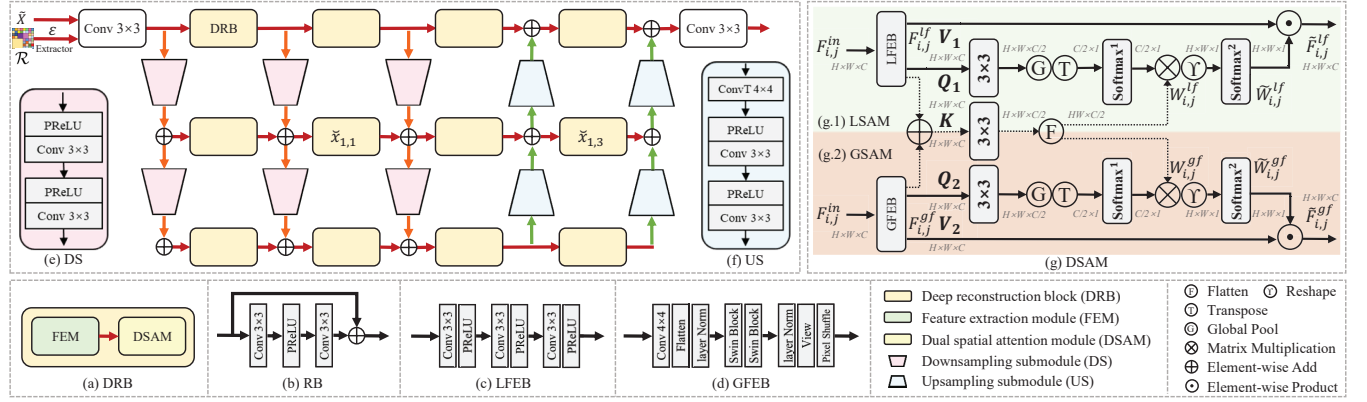 X̃
ε
Extractor
R
Conv 3×3
DRB
Conv 3×3
PReLU
Conv 3×3
PReLU
Conv 3×3
(e) DS
x̆1,1
x̆1,3
ConvT 4×4
PReLU
Conv 3×3
PReLU
Conv 3×3
(f) US
F^in_i,j
H×W×C
LFEB
F^lf_i,j V1
H×W×C
Q1
H×W×C
3×3
H×W×C/2
G T
C/2×1
Softmax¹
C/2×1
W^lf_i,j
ϒ
H×W×1
Softmax²
H×W×1
W̃^lf_i,j
F̃^lf_i,j
H×W×C
(g.1) LSAM
K
H×W×C
3×3
F
HW×C/2
(g.2) GSAM
F^in_i,j
H×W×C
GFEB
Q2
H×W×C
F^gf_i,j V2
H×W×C
3×3
H×W×C/2
G T
C/2×1
Softmax¹
C/2×1
W^gf_i,j
ϒ
H×W×1
Softmax²
H×W×1
W̃^gf_i,j
H×W×C
F̃^gf_i,j
(g) DSAM
FEM
DSAM
(a) DRB
Conv 3×3
PReLU
Conv 3×3
(b) RB
Conv 3×3
PReLU
Conv 3×3
PReLU
Conv 3×3
PReLU
(c) LFEB
Conv 4×4
Flatten
layer Norm
Swin Block
Swin Block
layer Norm
View
Pixel Shuffle
(d) GFEB
Deep reconstruction block (DRB)
Feature extraction module (FEM)
Dual spatial attention module (DSAM)
Downsampling submodule (DS)
Upsampling submodule (US)
F Flatten ϒ Reshape
T Transpose
G Global Pool
Matrix Multiplication
Element-wise Add
Element-wise Product